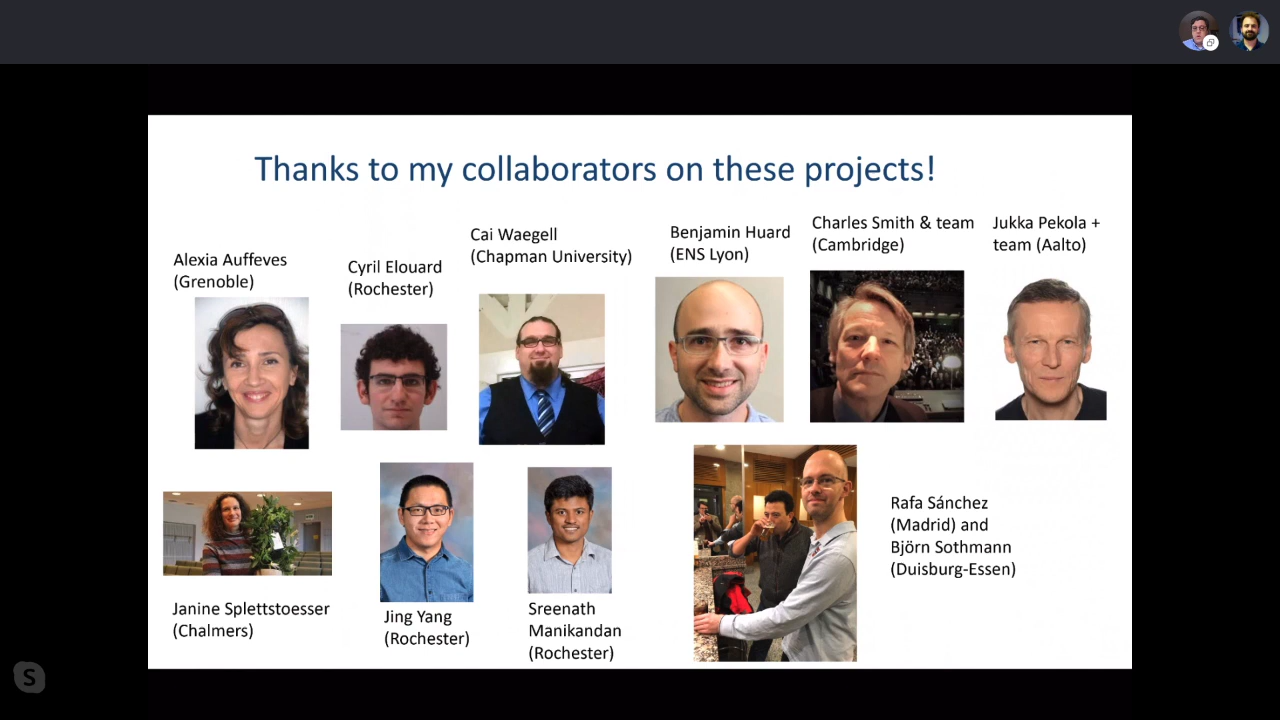 Thanks to my collaborators on these projects!
Alexia Auffeves
(Grenoble)
Cyril Elouard
(Rochester)
Cai Waegell
(Chapman University)
Benjamin Huard
(ENS Lyon)
Charles Smith & team
(Cambridge)
Jukka Pekola +
team (Aalto)
Janine Splettstoesser
(Chalmers)
Jing Yang
(Rochester)
Sreenath
Manikandan
(Rochester)
Rafa Sánchez
(Madrid) and
Björn Sothmann
(Duisburg-Essen)
S